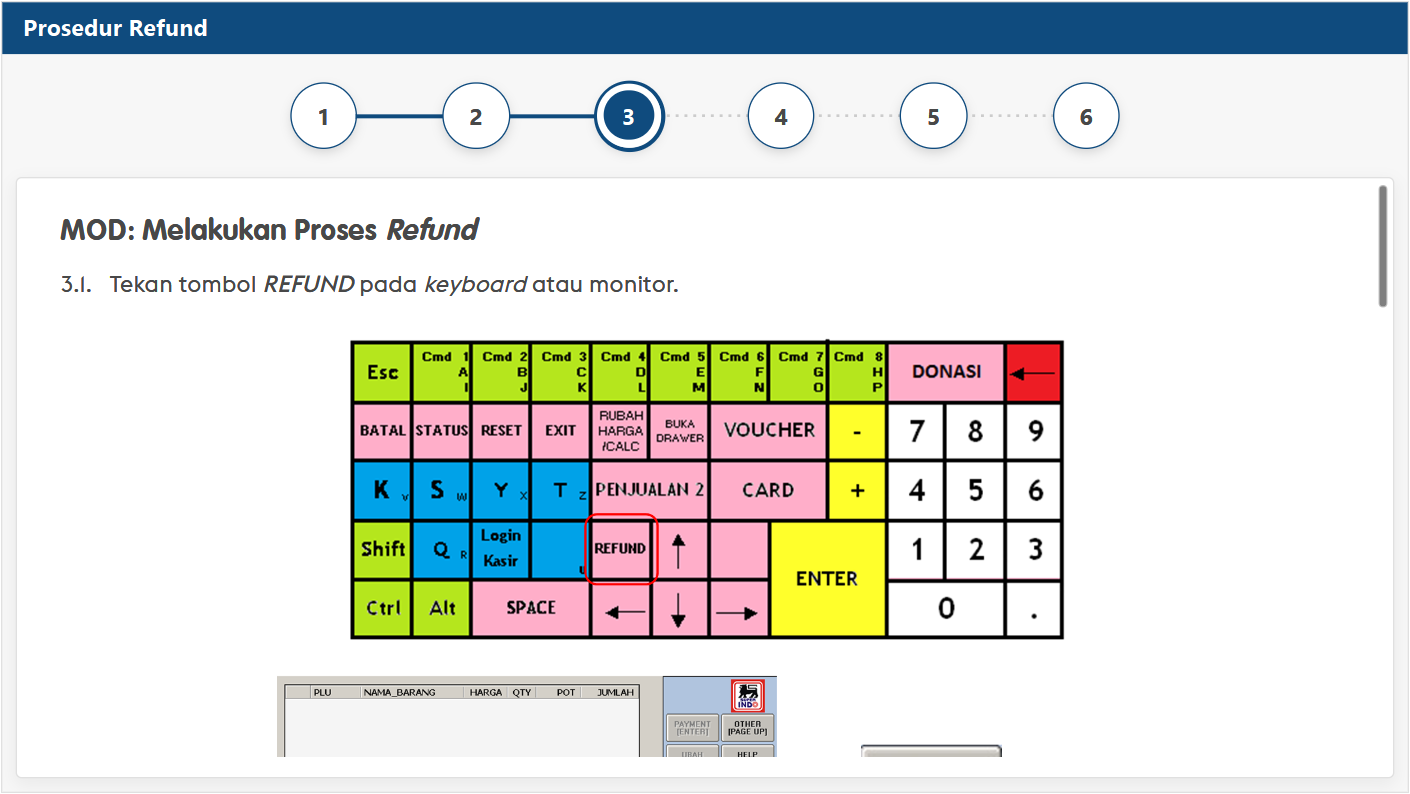 Prosedur Refund
1 2 3 4 5 6
MOD: Melakukan Proses Refund
3.1. Tekan tombol REFUND pada keyboard atau monitor.
Esc
Cmd 1
A
I
Cmd 2
B
J
Cmd 3
C
K
Cmd 4
D
L
Cmd 5
E
M
Cmd 6
F
N
Cmd 7
G
O
Cmd 8
H
P
DONASI
BATAL
STATUS
RESET
EXIT
RUBAH
HARGA
/CALC
BUKA
DRAWER
VOUCHER
-
7
8
9
K V
S W
Y X
T Z
PENJUALAN 2
CARD
+
4
5
6
Shift
Q R
Login
Kasir
U
REFUND
ENTER
1
2
3
Ctrl
Alt
SPACE
0
.
PLU NAMA_BARANG HARGA QTY POT JUMLAH
SUPER
INDO
PAYMENT
[ENTER]
OTHER
[PAGE UP]
UBAH
HELP